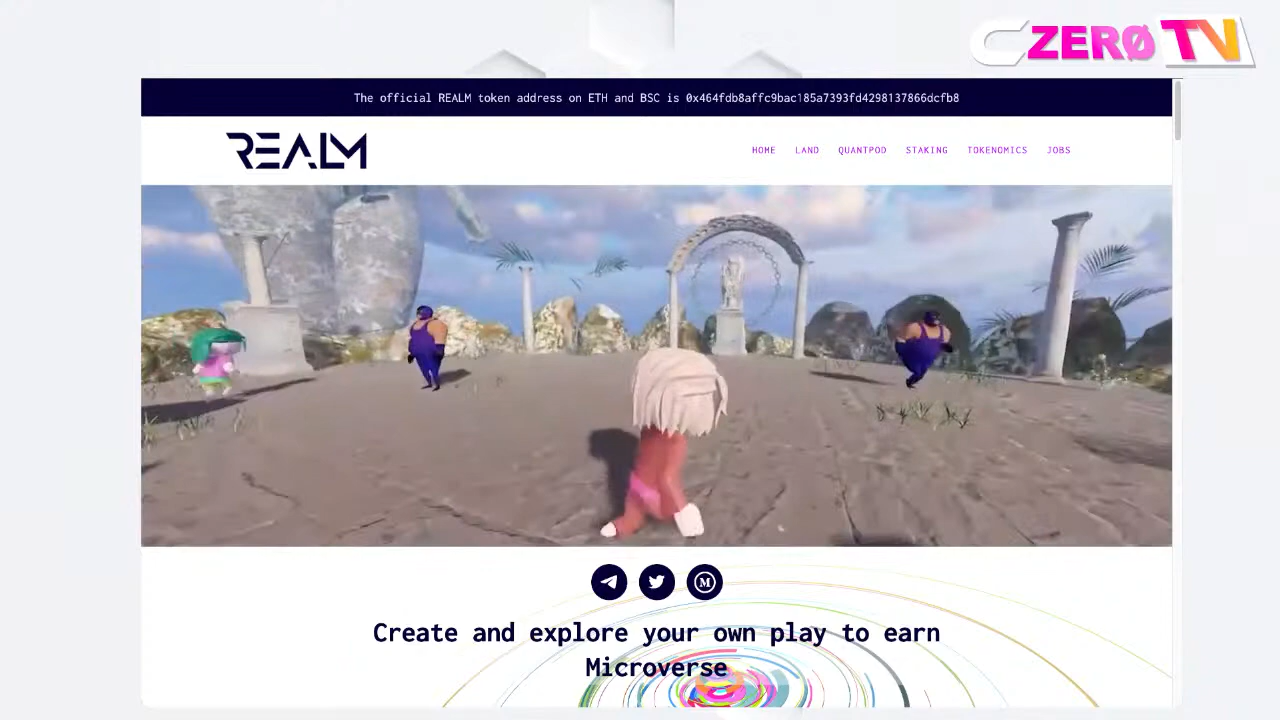 ZERØ TV
The official REALM token address on ETH and BSC is 0x464fdb8affc9bac185a7393fd4298137866dcfb8
REALM
HOME LAND QUANTPOD STAKING TOKENOMICS JOBS
M
Create and explore your own play to earn
Microverse